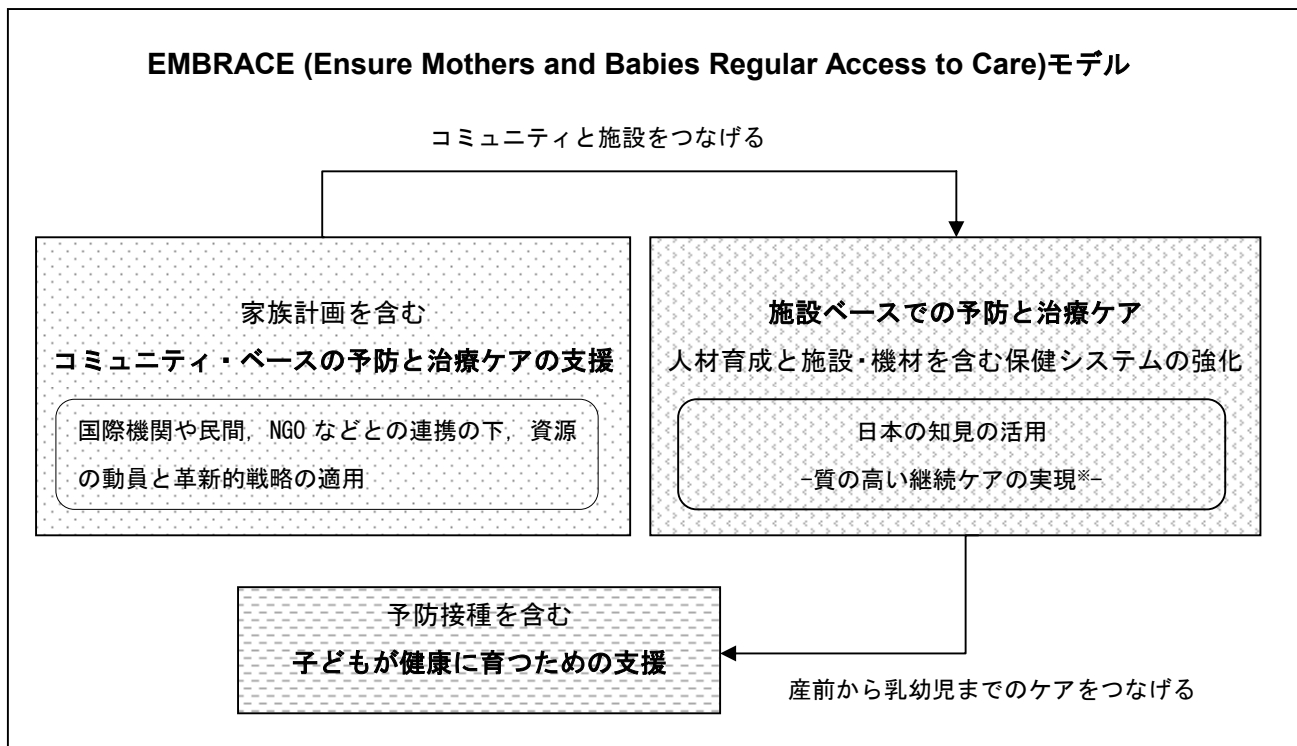 EMBRACE (Ensure Mothers and Babies Regular Access to Care)モデル
コミュニティと施設をつなげる
家族計画を含む
コミュニティ・ベースの予防と治療ケアの支援
国際機関や民間，NGO などとの連携の下，資源
の動員と革新的戦略の適用
施設ベースでの予防と治療ケア
人材育成と施設・機材を含む保健システムの強化
日本の知見の活用
-質の高い継続ケアの実現※-
予防接種を含む
子どもが健康に育つための支援
産前から乳幼児までのケアをつなげる